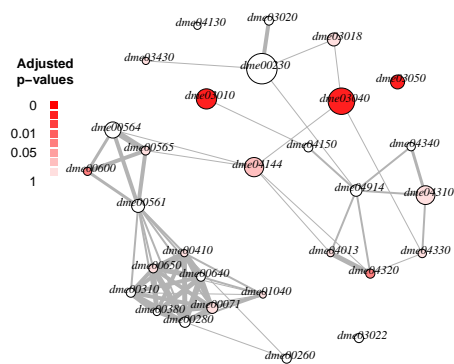 dme03020
dme04130
dme03018
dme03430
dme00230
Adjusted
p-values
dme03050
0
dme03010
dme03040
0.01
dme00564
dme04150
dme04340
0.05
dme00565
dme00600
dme04144
1
dme04914
dme04310
dme00561
dme00410
dme04013
dme04330
dme00650
dme04320
dme00640
dme00310
dme01040
dme00071
dme00380
dme00280
dme03022
dme00260